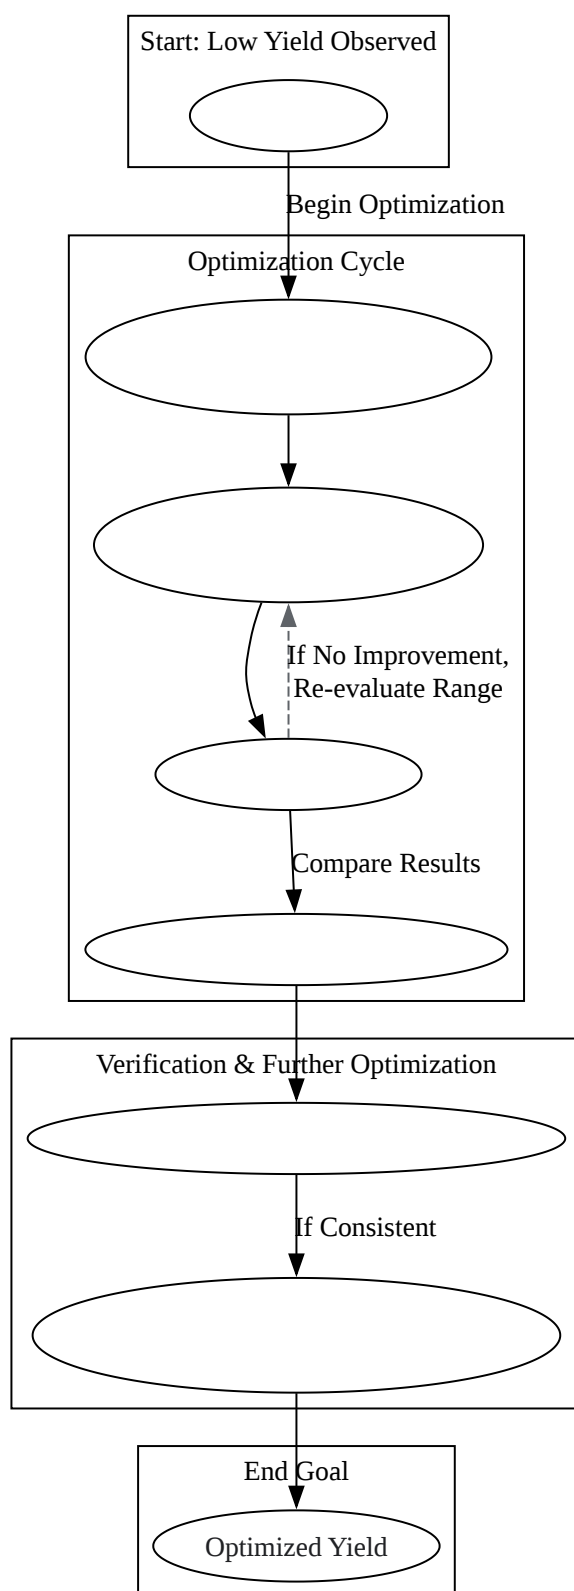 Start: Low Yield Observed
Begin Optimization
Optimization Cycle
If No Improvement,
Re-evaluate Range
Compare Results
Verification & Further Optimization
If Consistent
End Goal
Optimized Yield